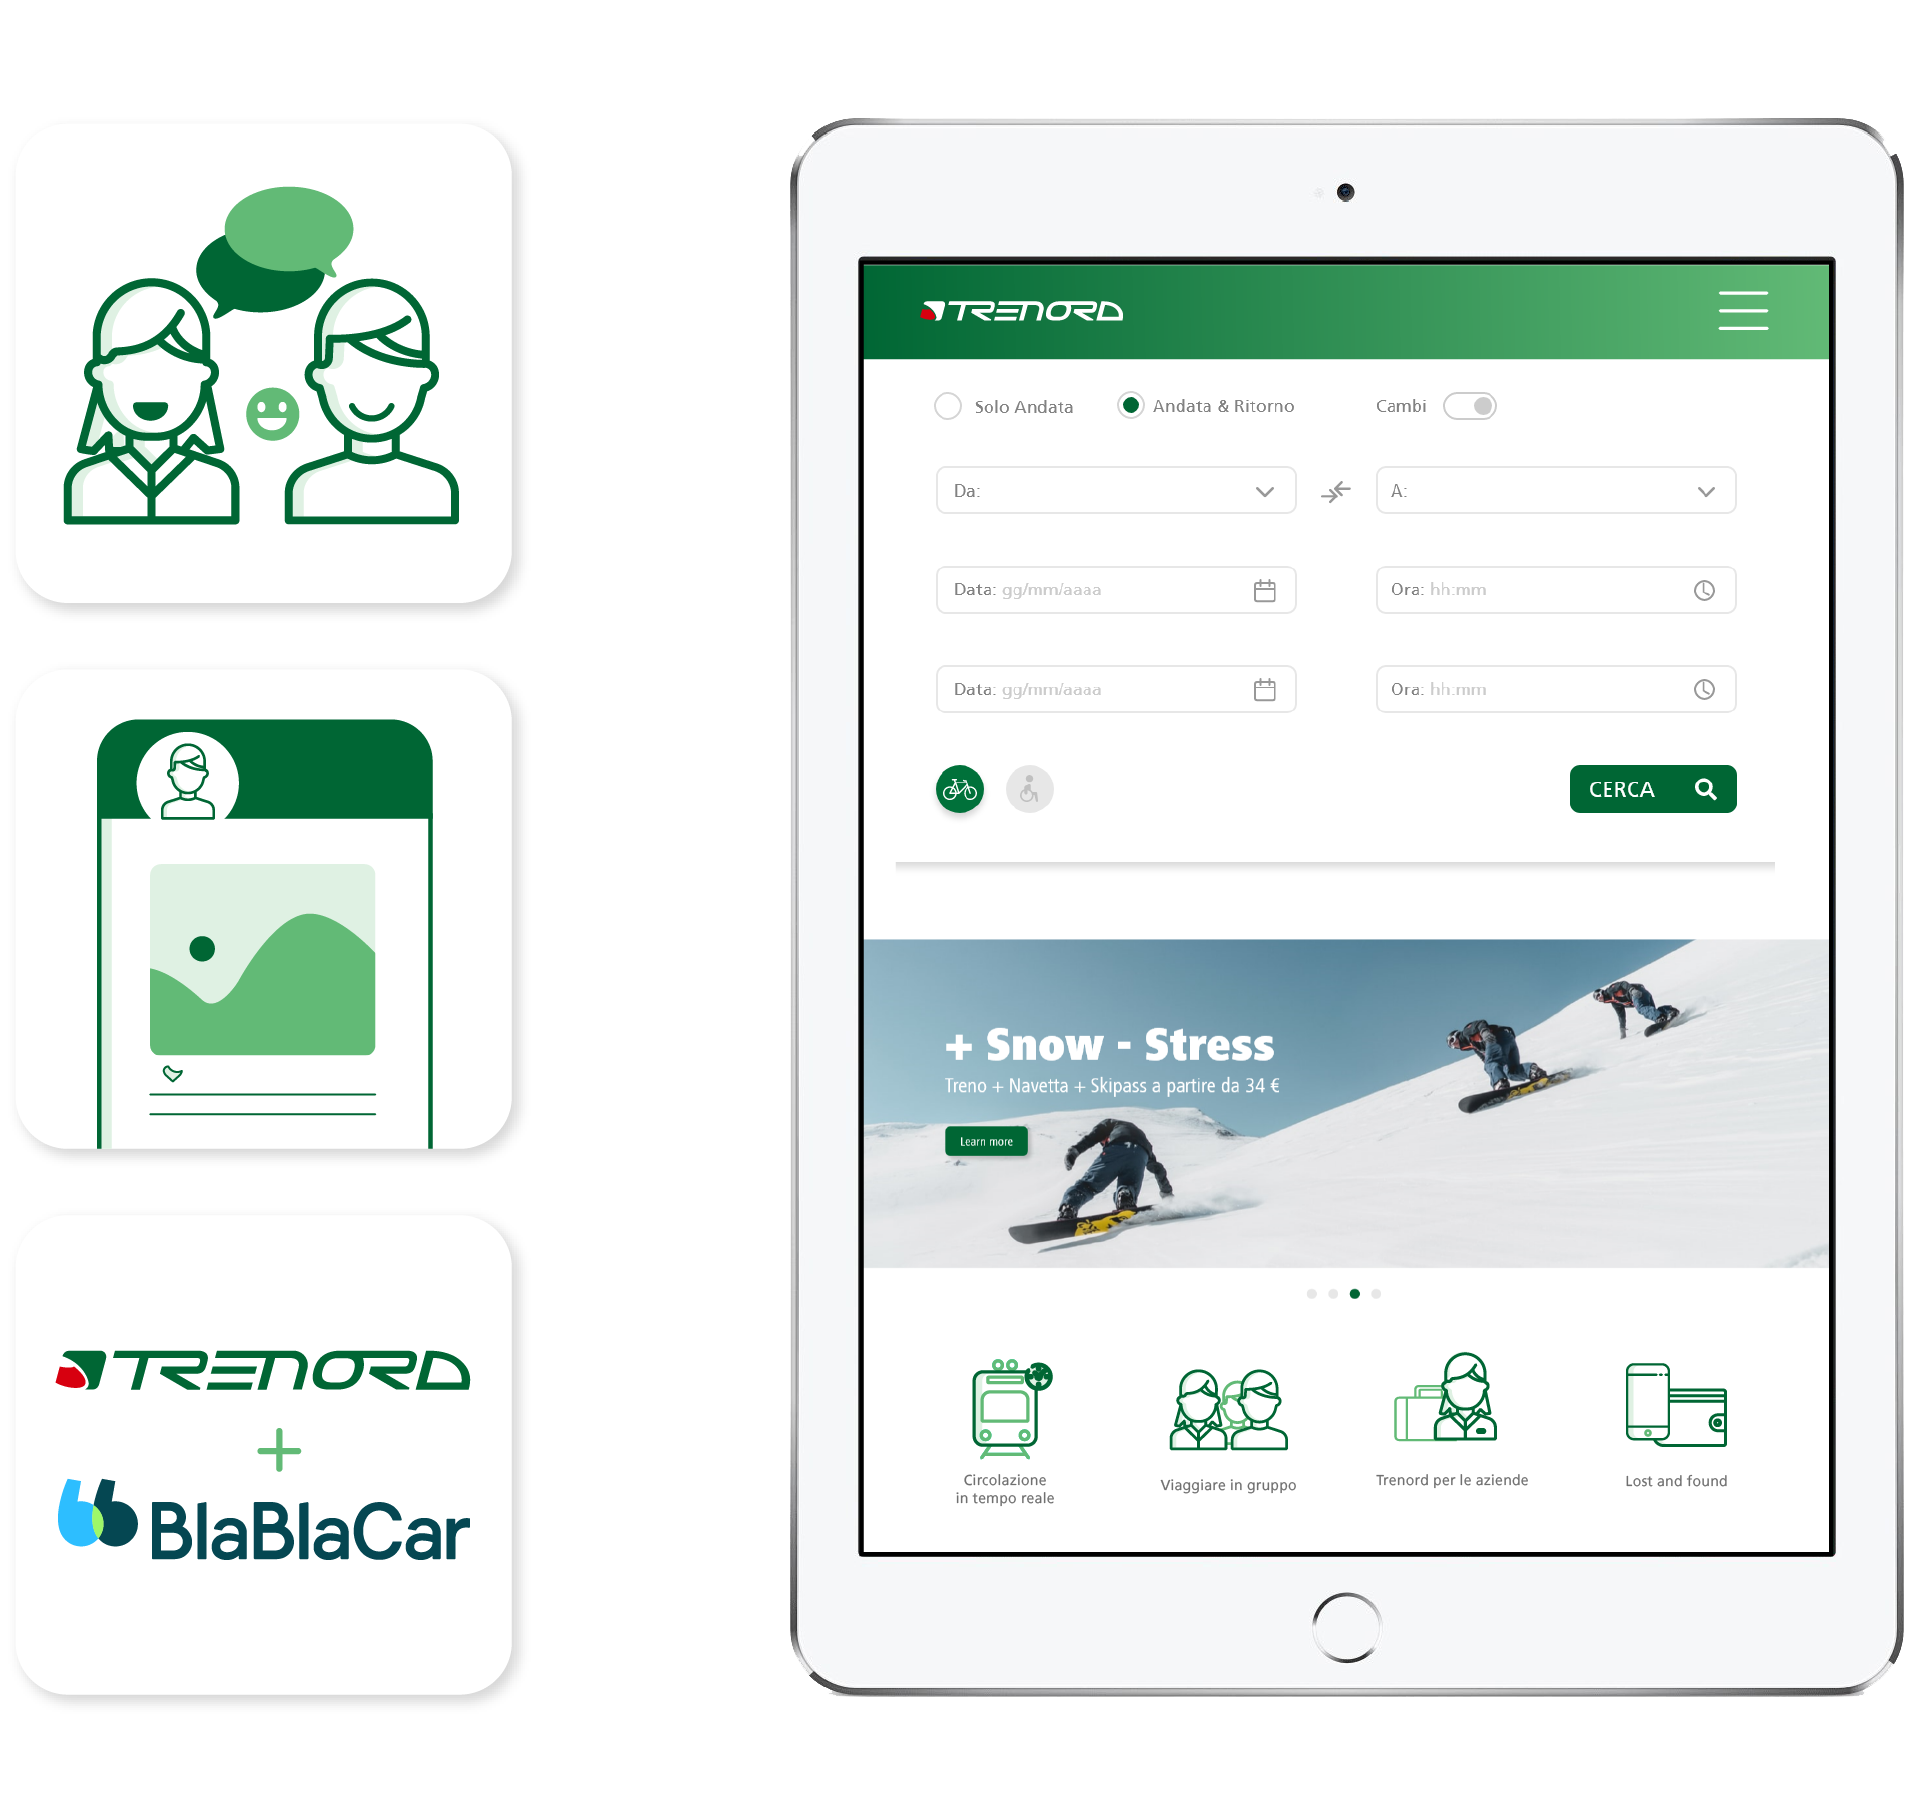 TRENORD
+
BlaBlaCar
TRENORD
Solo Andata
Andata & Ritorno
Cambi
Da:
A:
Data: gg/mm/aaaa
Ora: hh:mm
Data: gg/mm/aaaa
Ora: hh:mm
CERCA
+ Snow - Stress
Treno + Navetta + Skipass a partire da 34 €
Learn more
Circolazione
in tempo reale
Viaggiare in gruppo
Trenord per le aziende
Lost and found